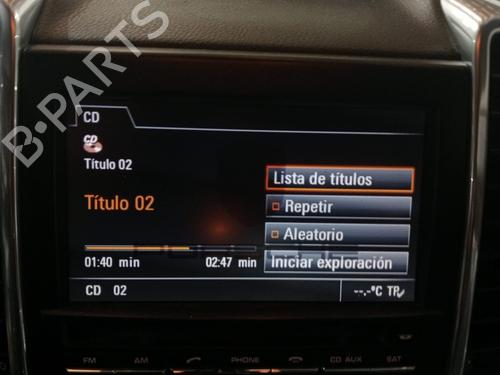 B-PARTS
CD
CD
Título 02
Título 02
01:40 min 02:47 min
Lista de títulos
Repetir
Aleatorio
Iniciar exploración
CD 02
--.-°C TP
FM AM PHONE CD AUX SAT